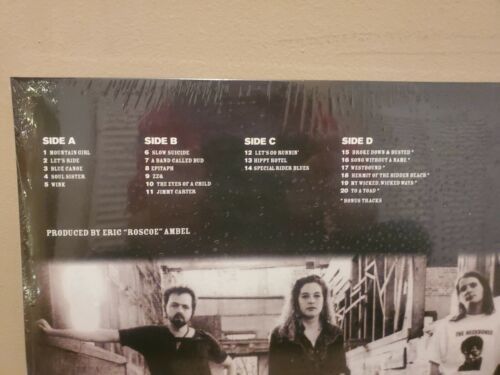 SIDE A
1 MOUNTAIN GIRL
2 LET'S RIDE
3 BLUE CANOE
4 SOUL SISTER
5 WINK
SIDE B
6 SLOW SUICIDE
7 A BAND CALLED BUD
8 EPITAPH
9 ZZQ
10 THE EYES OF A CHILD
11 JIMMY CARTER
SIDE C
12 LET'S GO RUNNIN'
13 HIPPY HOTEL
14 SPECIAL RIDER BLUES
SIDE D
15 BROKE DOWN & BUSTED *
16 SONG WITHOUT A NAME *
17 WESTBOUND *
18 HERMIT OF THE HIDDEN BEACH *
19 MY WICKED, WICKED WAYS *
20 TO A TOAD *
* BONUS TRACKS
PRODUCED BY ERIC "ROSCOE" AMBEL
THE NECKBONES